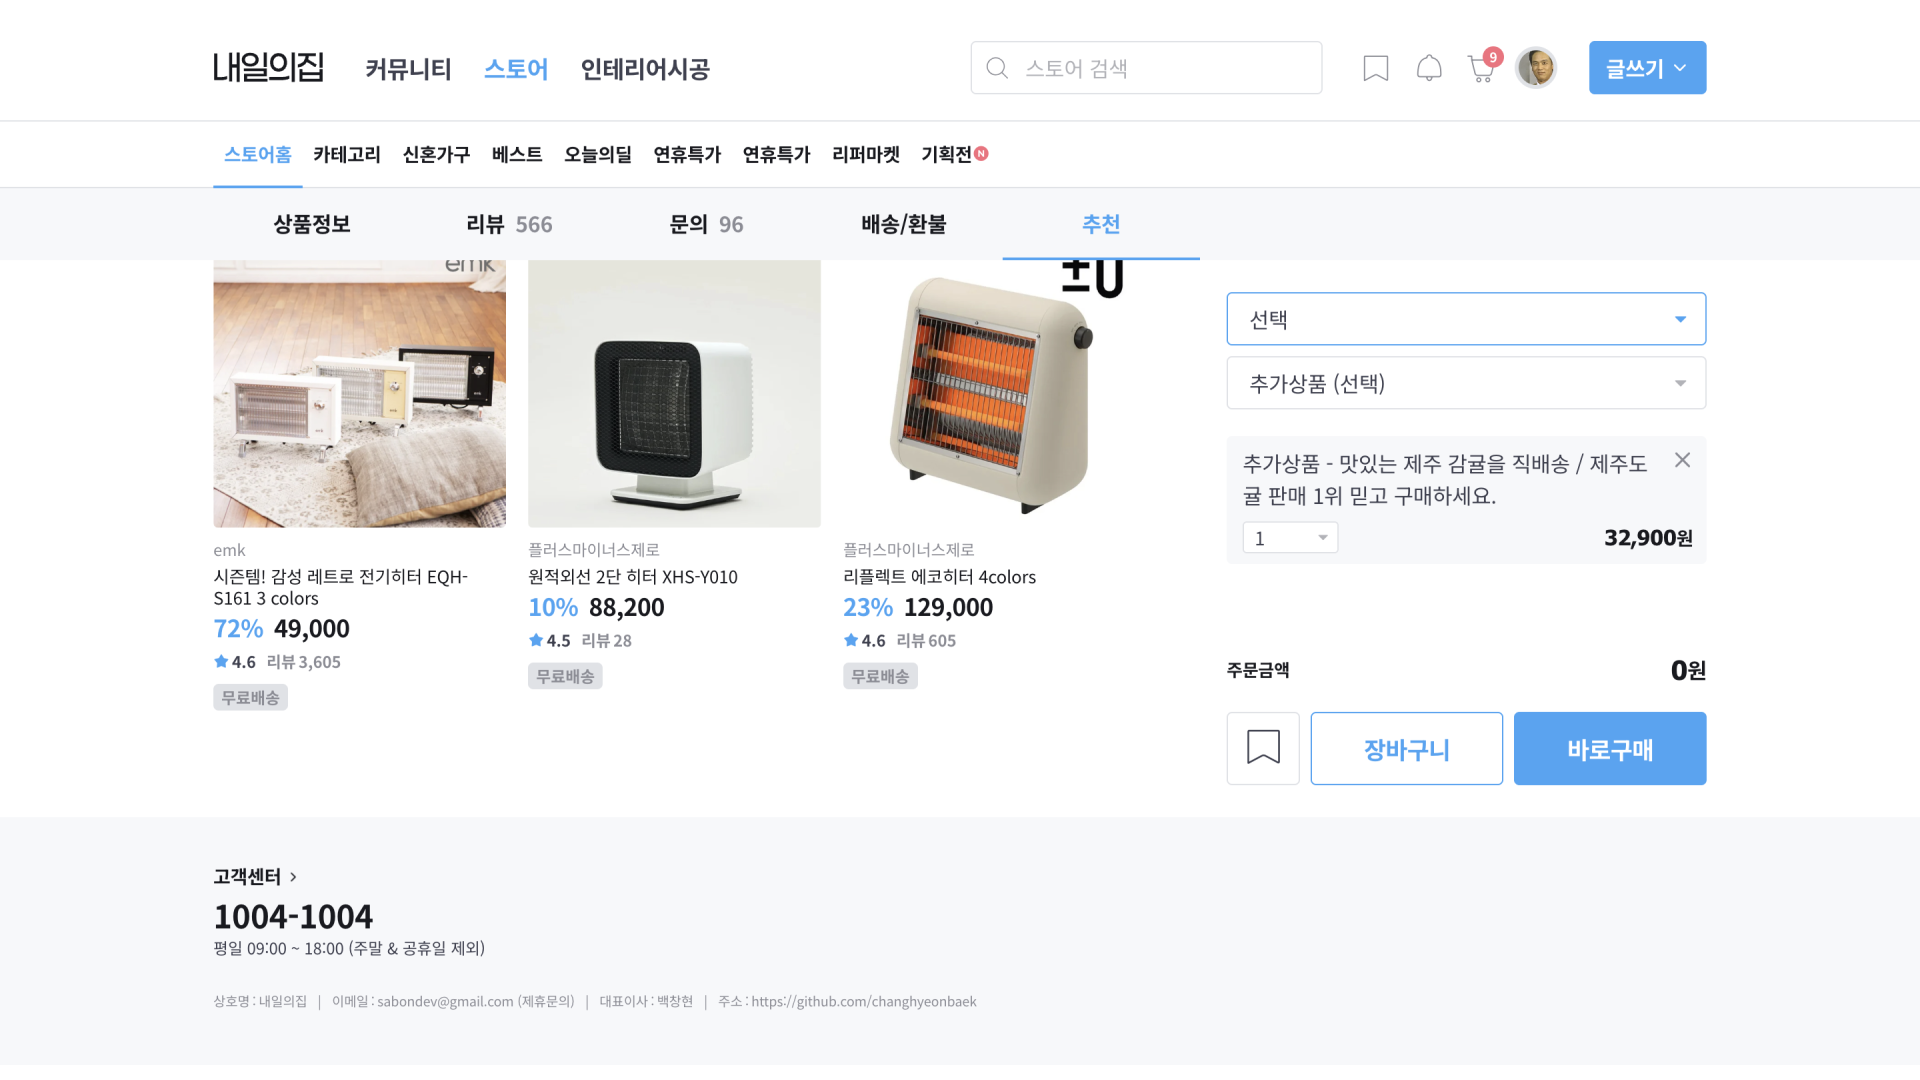 내일의집 커뮤니티 스토어 인테리어시공 스토어 검색 9 글쓰기
스토어홈 카테고리 신혼가구 베스트 오늘의딜 연휴특가 연휴특가 리퍼마켓 기획전 N
상품정보 리뷰 566 문의 96 배송/환불 추천
emk
±0
emk
시즌템! 감성 레트로 전기히터 EQH-
S161 3 colors
72% 49,000
4.6 리뷰 3,605
무료배송
플러스마이너스제로
원적외선 2단 히터 XHS-Y010
10% 88,200
4.5 리뷰 28
무료배송
플러스마이너스제로
리플렉트 에코히터 4colors
23% 129,000
4.6 리뷰 605
무료배송
선택
추가상품 (선택)
추가상품 - 맛있는 제주 감귤을 직배송 / 제주도
귤 판매 1위 믿고 구매하세요.
1
32,900원
주문금액 0원
장바구니 바로구매
고객센터
1004-1004
평일 09:00 ~ 18:00 (주말 & 공휴일 제외)
상호명 : 내일의집 | 이메일 : sabondev@gmail.com (제휴문의) | 대표이사 : 백창현 | 주소 : https://github.com/changhyeonbaek